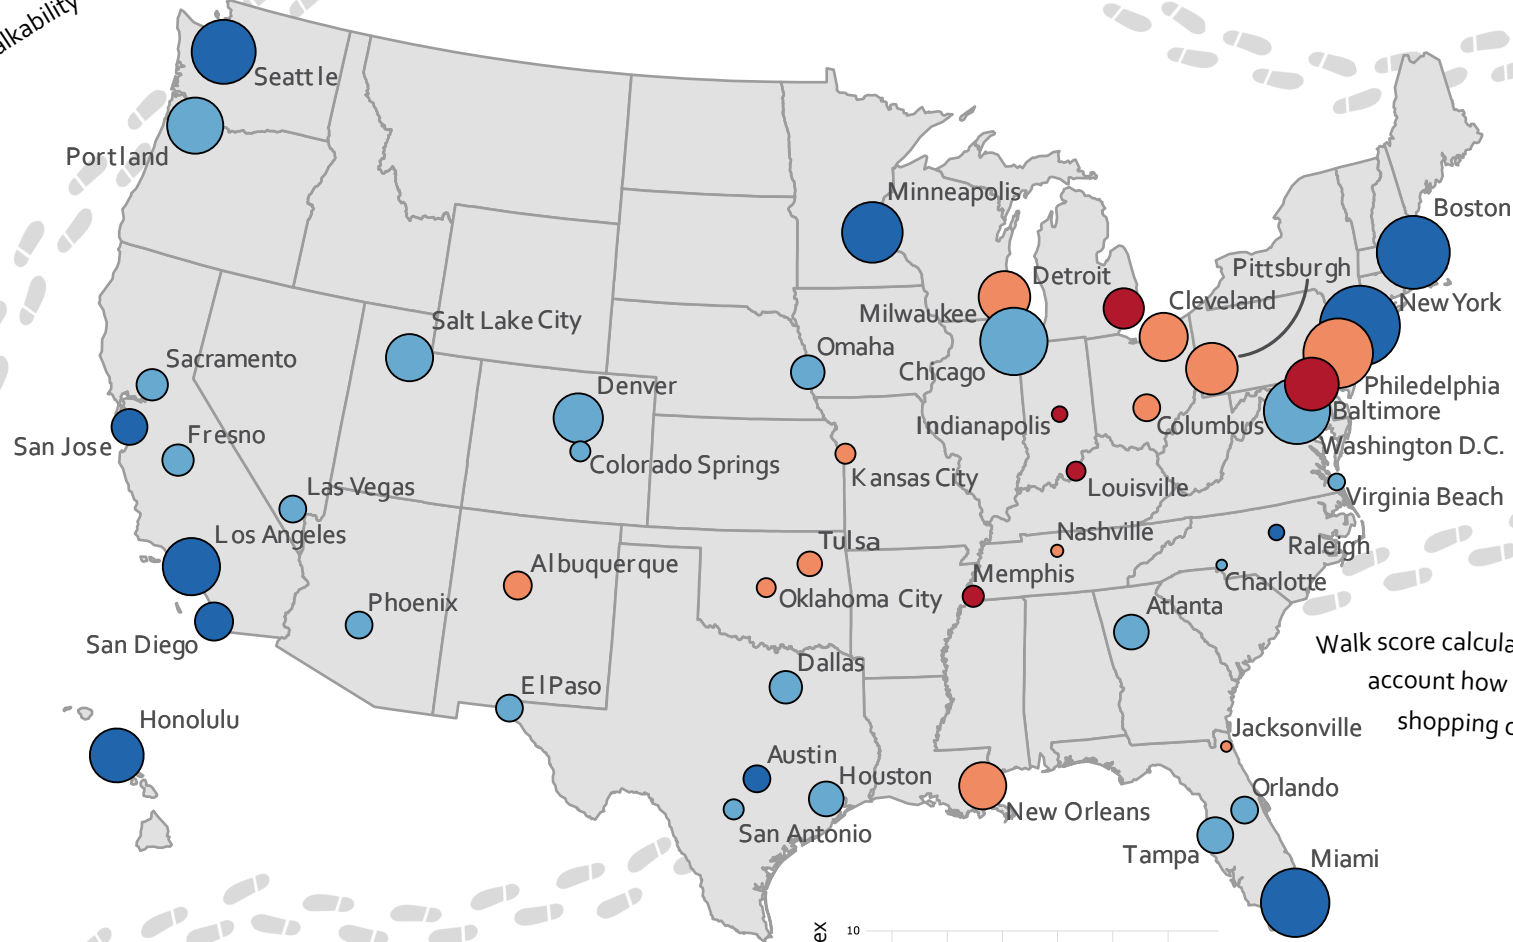 alkability
Seattle
Portland
Minneapolis
Boston
Pittsburgh
Detroit
Cleveland
New York
Milwaukee
Salt Lake City
Omaha
Sacramento
Chicago
Denver
Philedelphia
Baltimore
Indianapolis
Columbus
San Jose
Fresno
Washington D.C.
Colorado Springs
Kansas City
Las Vegas
Louisville
Virginia Beach
Los Angeles
Nashville
Tulsa
Raleigh
Albuquerque
Memphis
Charlotte
Oklahoma City
Phoenix
Atlanta
San Diego
Walk score calcula
Dallas
account how
El Paso
Honolulu
shopping c
Jacksonville
Austin
Houston
Orlando
New Orleans
San Antonio
Tampa
Miami
ex
10